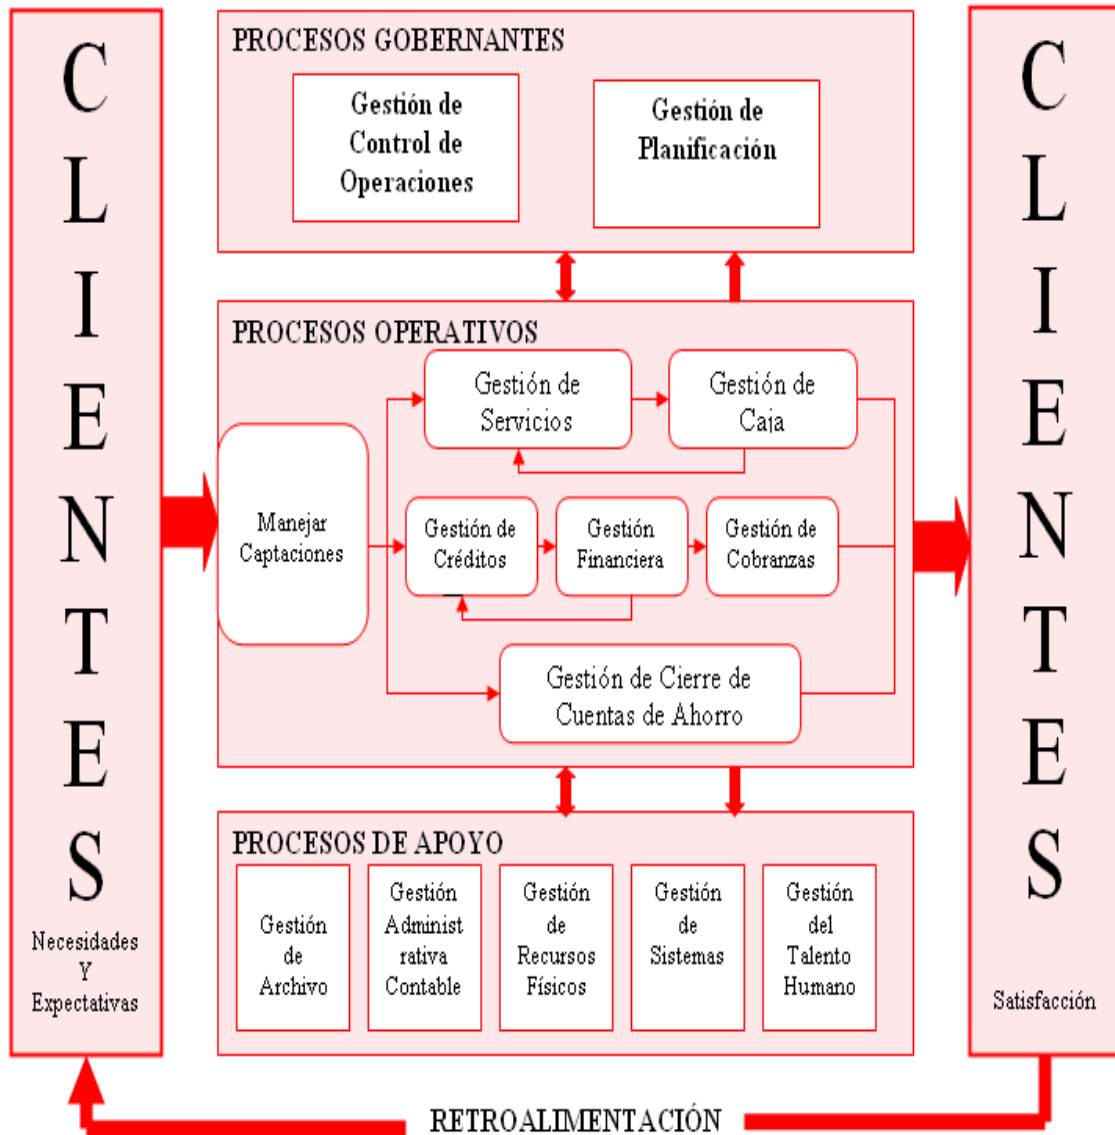 CLIENTES
Necesidades
Y
Expectativas
PROCESOS GOBERNANTES
Gestión de
Control de
Operaciones
Gestión de
Planificación
PROCESOS OPERATIVOS
Manejar
Captaciones
Gestión de
Servicios
Gestión de
Caja
Gestión de
Créditos
Gestión
Financiera
Gestión de
Cobranzas
Gestión de Cierre de
Cuentas de Ahorro
PROCESOS DE APOYO
Gestión
de
Archivo
Gestión
Administ
rativa
Contable
Gestión
de
Recursos
Físicos
Gestión
de
Sistemas
Gestión
del
Talento
Humano
CLIENTES
Satisfacción
RETROALIMENTACIÓN